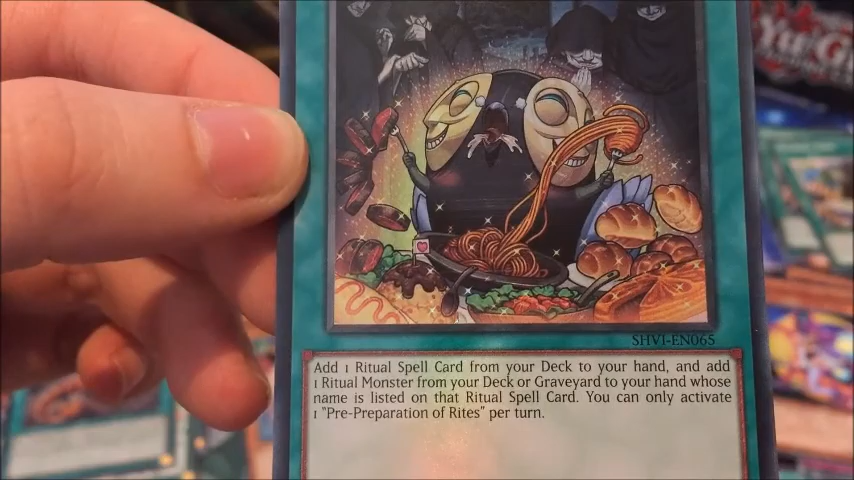 Yu-G
SHVI-EN065
Add 1 Ritual Spell Card from your Deck to your hand, and add
1 Ritual Monster from your Deck or Graveyard to your hand whose
name is listed on that Ritual Spell Card. You can only activate
1 "Pre-Preparation of Rites" per turn.